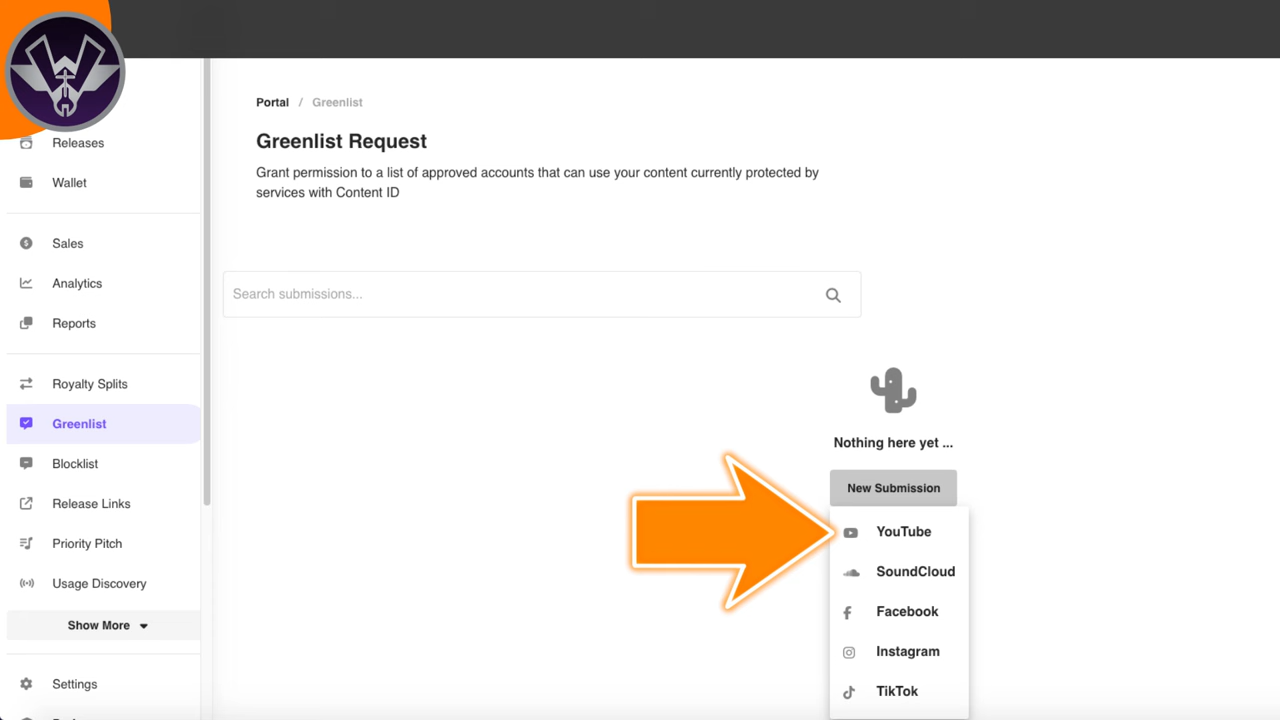 Releases
Wallet
Sales
Analytics
Reports
Royalty Splits
Greenlist
Blocklist
Release Links
Priority Pitch
Usage Discovery
Show More
Settings
Portal / Greenlist
Greenlist Request
Grant permission to a list of approved accounts that can use your content currently protected by
services with Content ID
Search submissions...
Nothing here yet ...
New Submission
YouTube
SoundCloud
Facebook
Instagram
TikTok